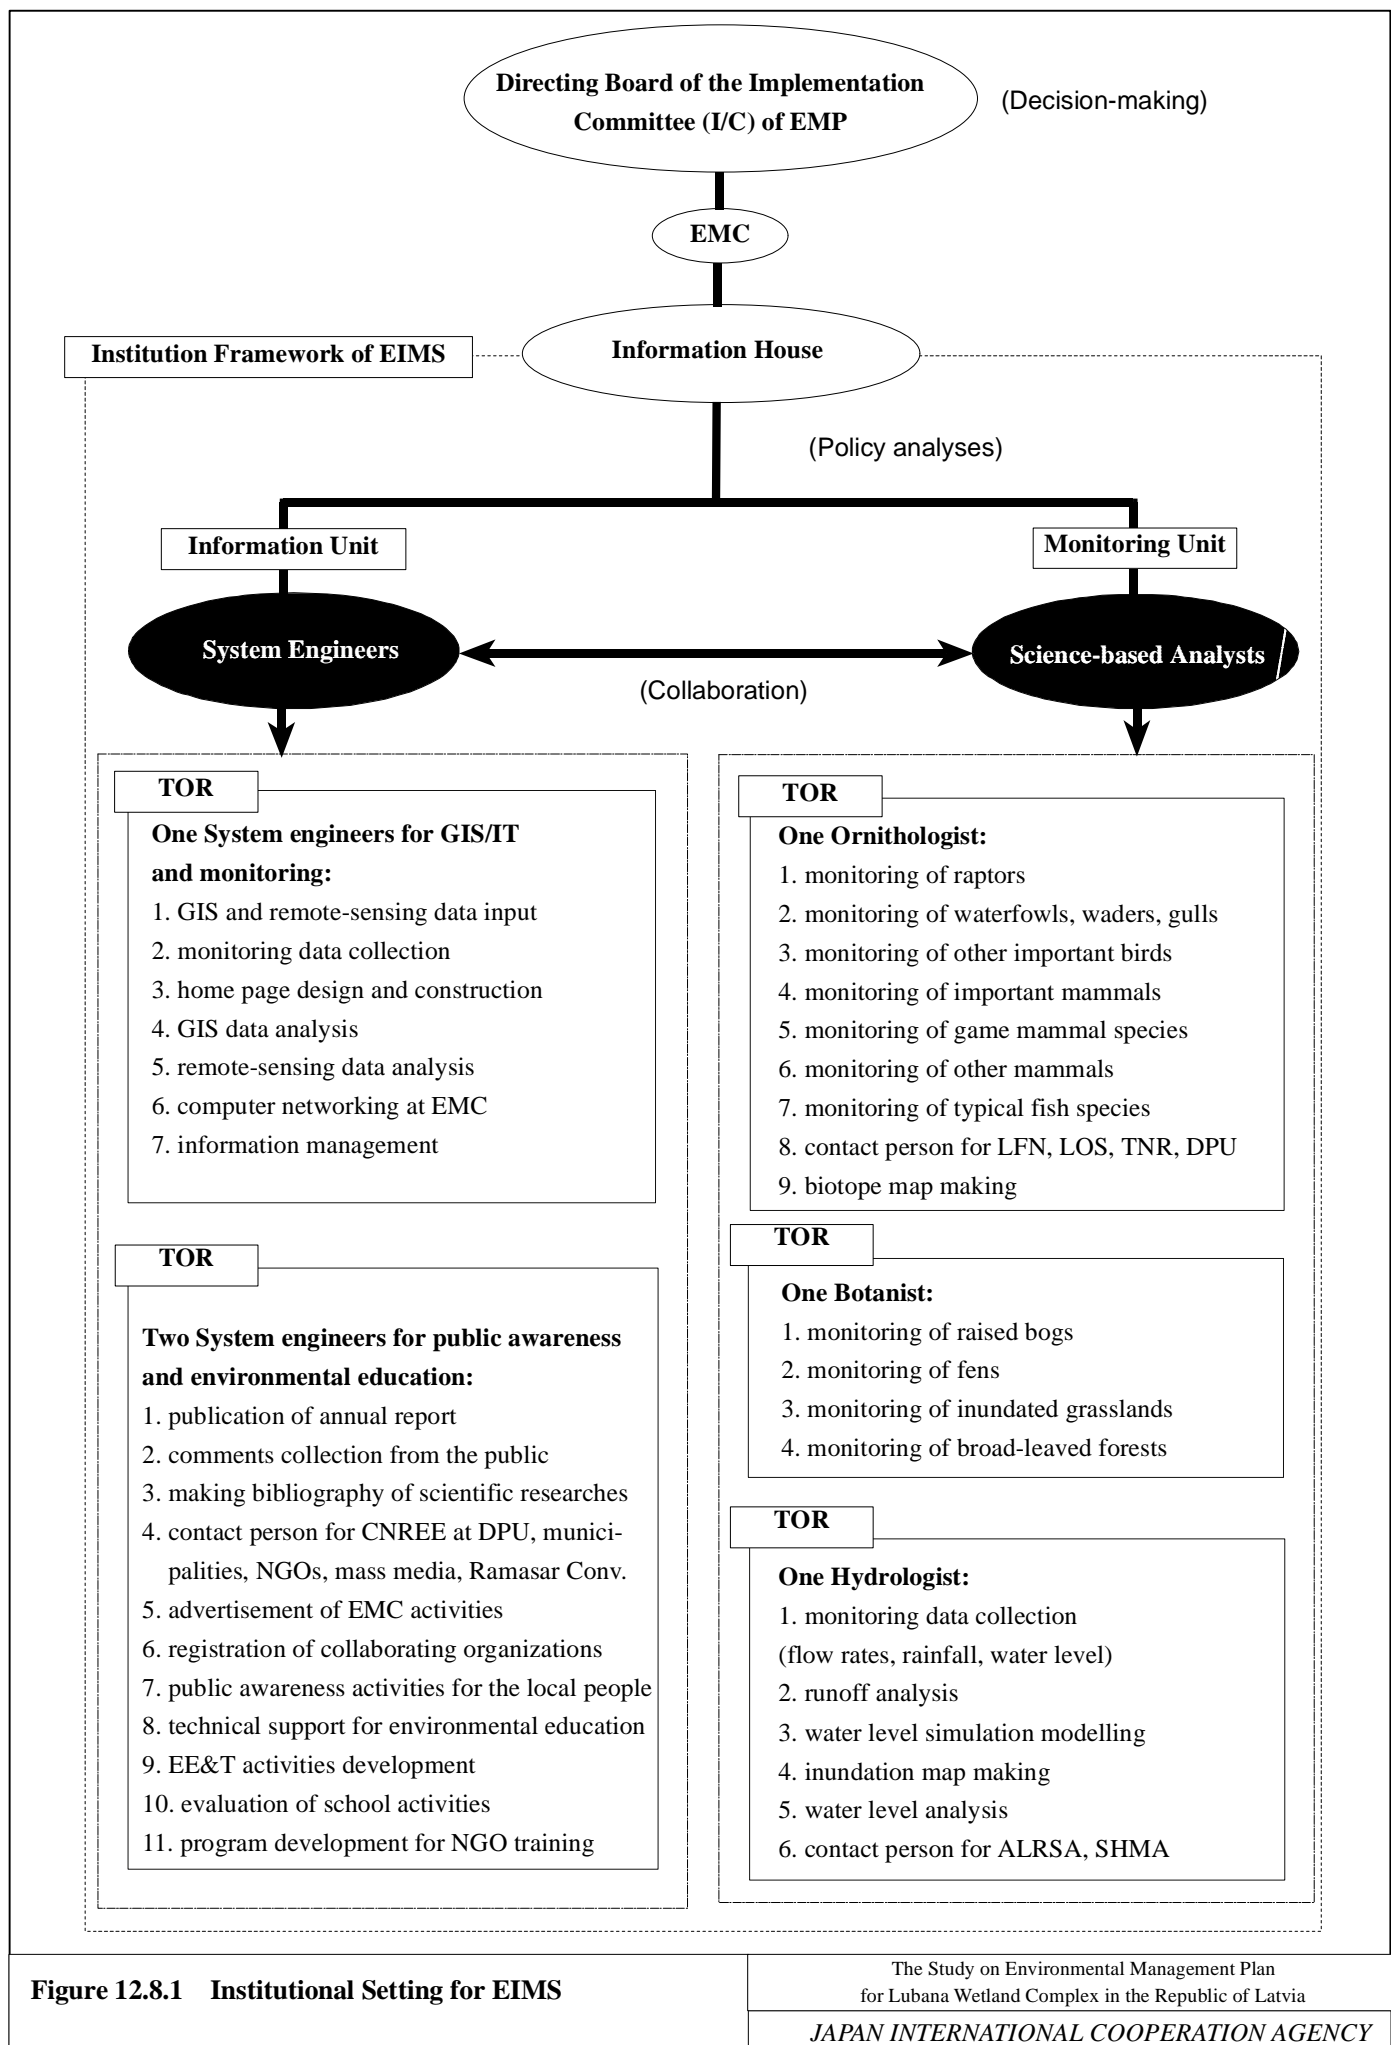 Directing Board of the Implementation
Committee (I/C) of EMP
(Decision-making)
EMC
Institution Framework of EIMS
Information House
(Policy analyses)
Information Unit
Monitoring Unit
System Engineers
Science-based Analysts
(Collaboration)
TOR
One System engineers for GIS/IT
and monitoring:
1. GIS and remote-sensing data input
2. monitoring data collection
3. home page design and construction
4. GIS data analysis
5. remote-sensing data analysis
6. computer networking at EMC
7. information management
TOR
Two System engineers for public awareness
and environmental education:
1. publication of annual report
2. comments collection from the public
3. making bibliography of scientific researches
4. contact person for CNREE at DPU, munici-
palities, NGOs, mass media, Ramasar Conv.
5. advertisement of EMC activities
6. registration of collaborating organizations
7. public awareness activities for the local people
8. technical support for environmental education
9. EE&T activities development
10. evaluation of school activities
11. program development for NGO training
TOR
One Ornithologist:
1. monitoring of raptors
2. monitoring of waterfowls, waders, gulls
3. monitoring of other important birds
4. monitoring of important mammals
5. monitoring of game mammal species
6. monitoring of other mammals
7. monitoring of typical fish species
8. contact person for LFN, LOS, TNR, DPU
9. biotope map making
TOR
One Botanist:
1. monitoring of raised bogs
2. monitoring of fens
3. monitoring of inundated grasslands
4. monitoring of broad-leaved forests
TOR
One Hydrologist:
1. monitoring data collection
(flow rates, rainfall, water level)
2. runoff analysis
3. water level simulation modelling
4. inundation map making
5. water level analysis
6. contact person for ALRSA, SHMA
Figure 12.8.1 Institutional Setting for EIMS
The Study on Environmental Management Plan
for Lubana Wetland Complex in the Republic of Latvia
JAPAN INTERNATIONAL COOPERATION AGENCY